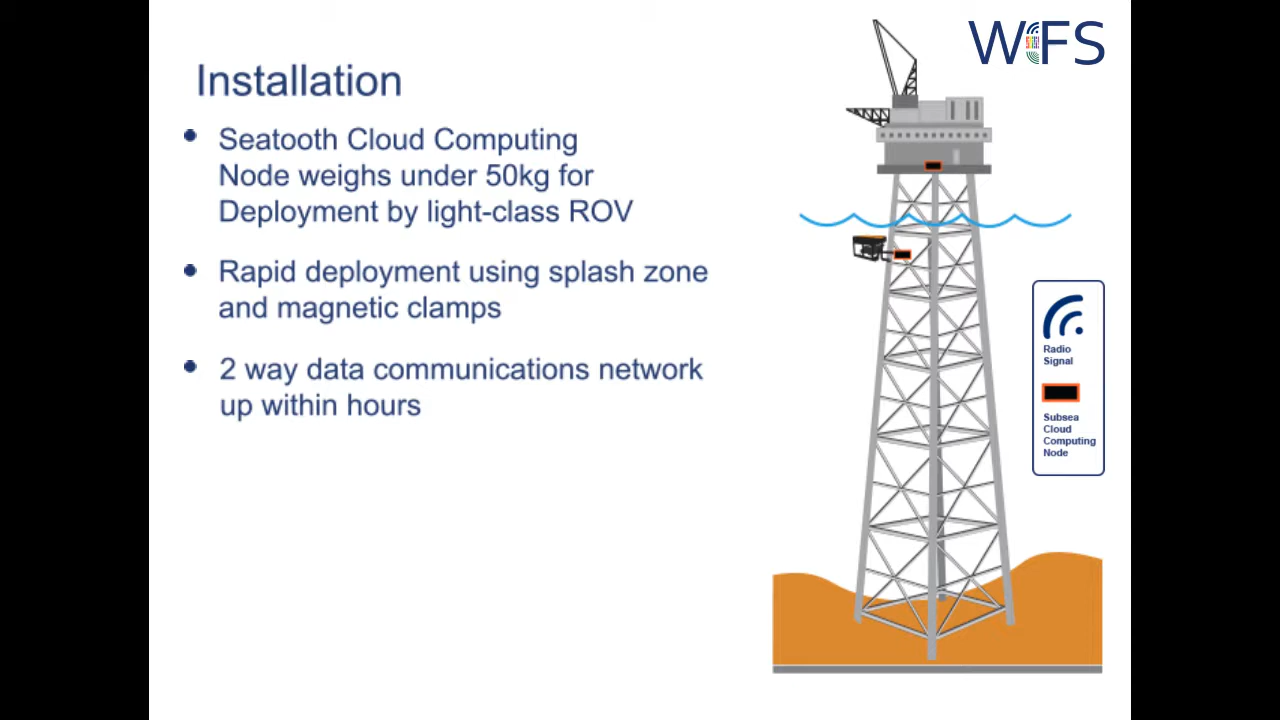 WFS
Installation
Seatooth Cloud Computing
Node weighs under 50kg for
Deployment by light-class ROV
Rapid deployment using splash zone
and magnetic clamps
2 way data communications network
up within hours
Radio
Signal
Subsea
Cloud
Computing
Node